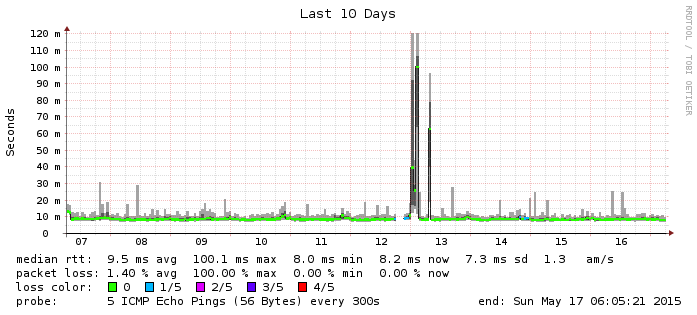 Last 10 Days
RRDTOOL / TOBI OETIKER
Seconds
120 m
110 m
100 m
90 m
80 m
70 m
60 m
50 m
40 m
30 m
20 m
10 m
0
07 08 09 10 11 12 13 14 15 16
median rtt: 9.5 ms avg 100.1 ms max 8.0 ms min 8.2 ms now 7.3 ms sd 1.3 am/s
packet loss: 1.40 % avg 100.00 % max 0.00 % min 0.00 % now
loss color: 0 1/5 2/5 3/5 4/5
probe: 5 ICMP Echo Pings (56 Bytes) every 300s end: Sun May 17 06:05:21 2015